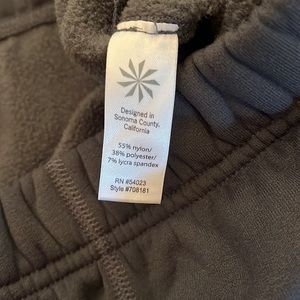 Designed in
Sonoma County,
California
55% nylon/
38% polyester/
7% lycra spandex
RN #54023
Style #708181